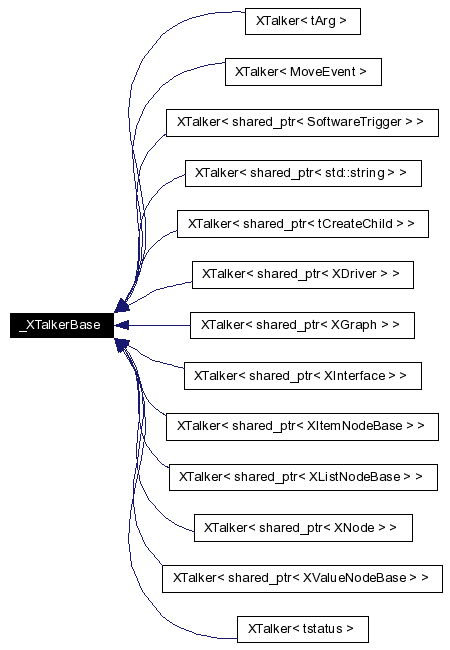 XTalker< tArg >
XTalker< MoveEvent >
XTalker< shared_ptr< SoftwareTrigger > >
XTalker< shared_ptr< std::string > >
XTalker< shared_ptr< tCreateChild > >
XTalker< shared_ptr< XDriver > >
_XTalkerBase
XTalker< shared_ptr< XGraph > >
XTalker< shared_ptr< XInterface > >
XTalker< shared_ptr< XItemNodeBase > >
XTalker< shared_ptr< XListNodeBase > >
XTalker< shared_ptr< XNode > >
XTalker< shared_ptr< XValueNodeBase > >
XTalker< tstatus >